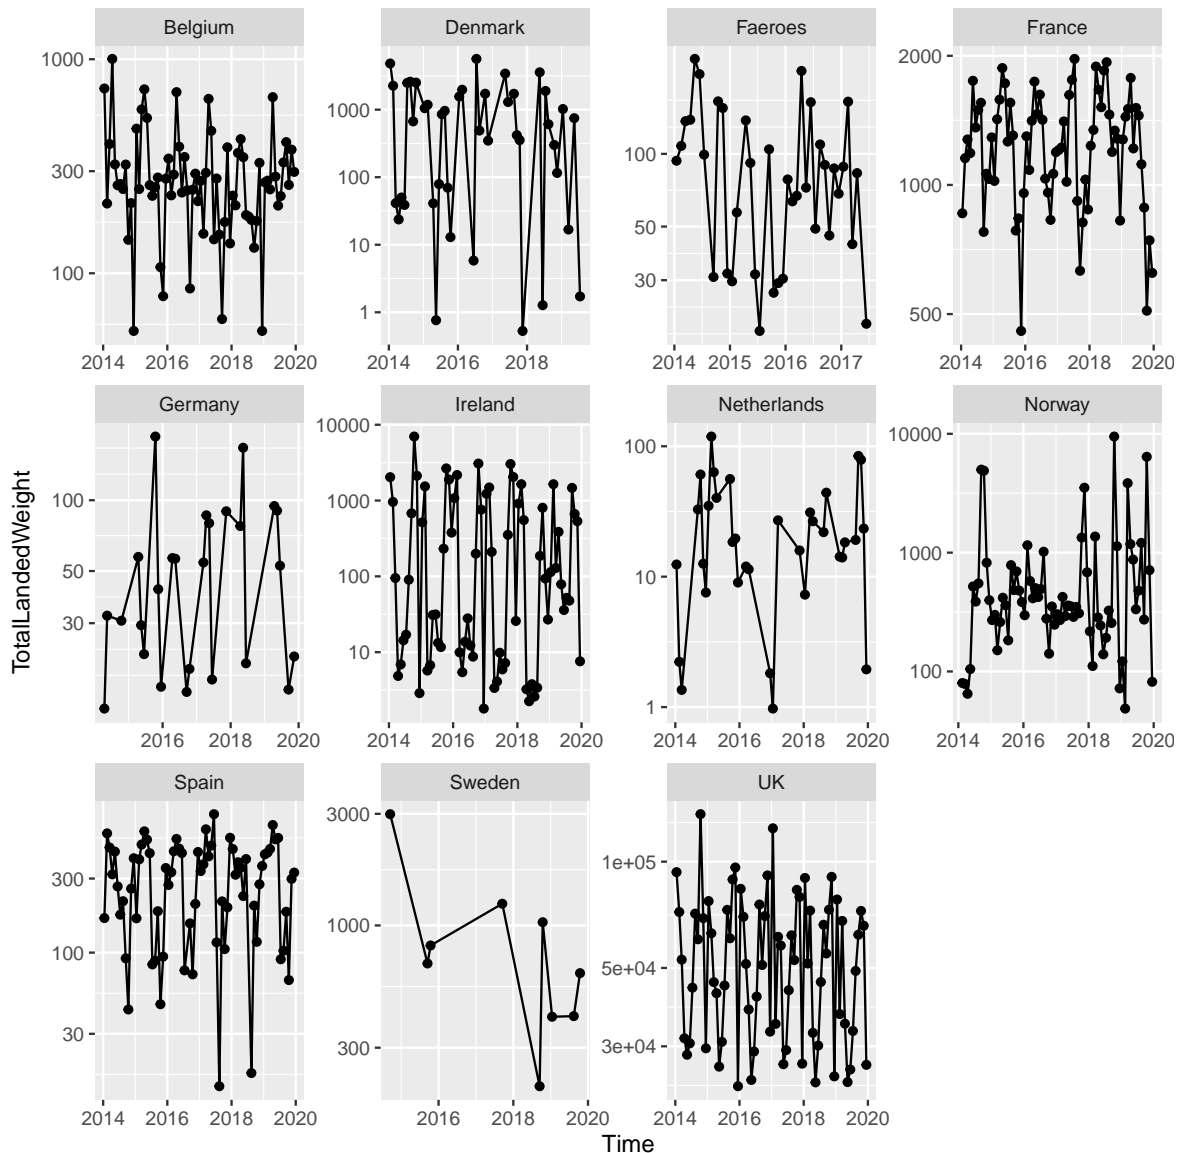 Belgium Denmark Faeroes France
1000
300
100
2014 2016 2018 2020
1000
100
10
1
2014 2016 2018
100
50
30
2014 2015 2016 2017
2000
1000
500
2014 2016 2018 2020
Germany Ireland Netherlands Norway
100
50
30
2016 2018 2020
10000
1000
100
10
2014 2016 2018 2020
100
10
1
2014 2016 2018 2020
10000
1000
100
2014 2016 2018 2020
Spain Sweden UK
300
100
30
2014 2016 2018 2020
3000
1000
300
2016 2018 2020
1e+05
5e+04
3e+04
2014 2016 2018 2020
TotalLandedWeight
Time